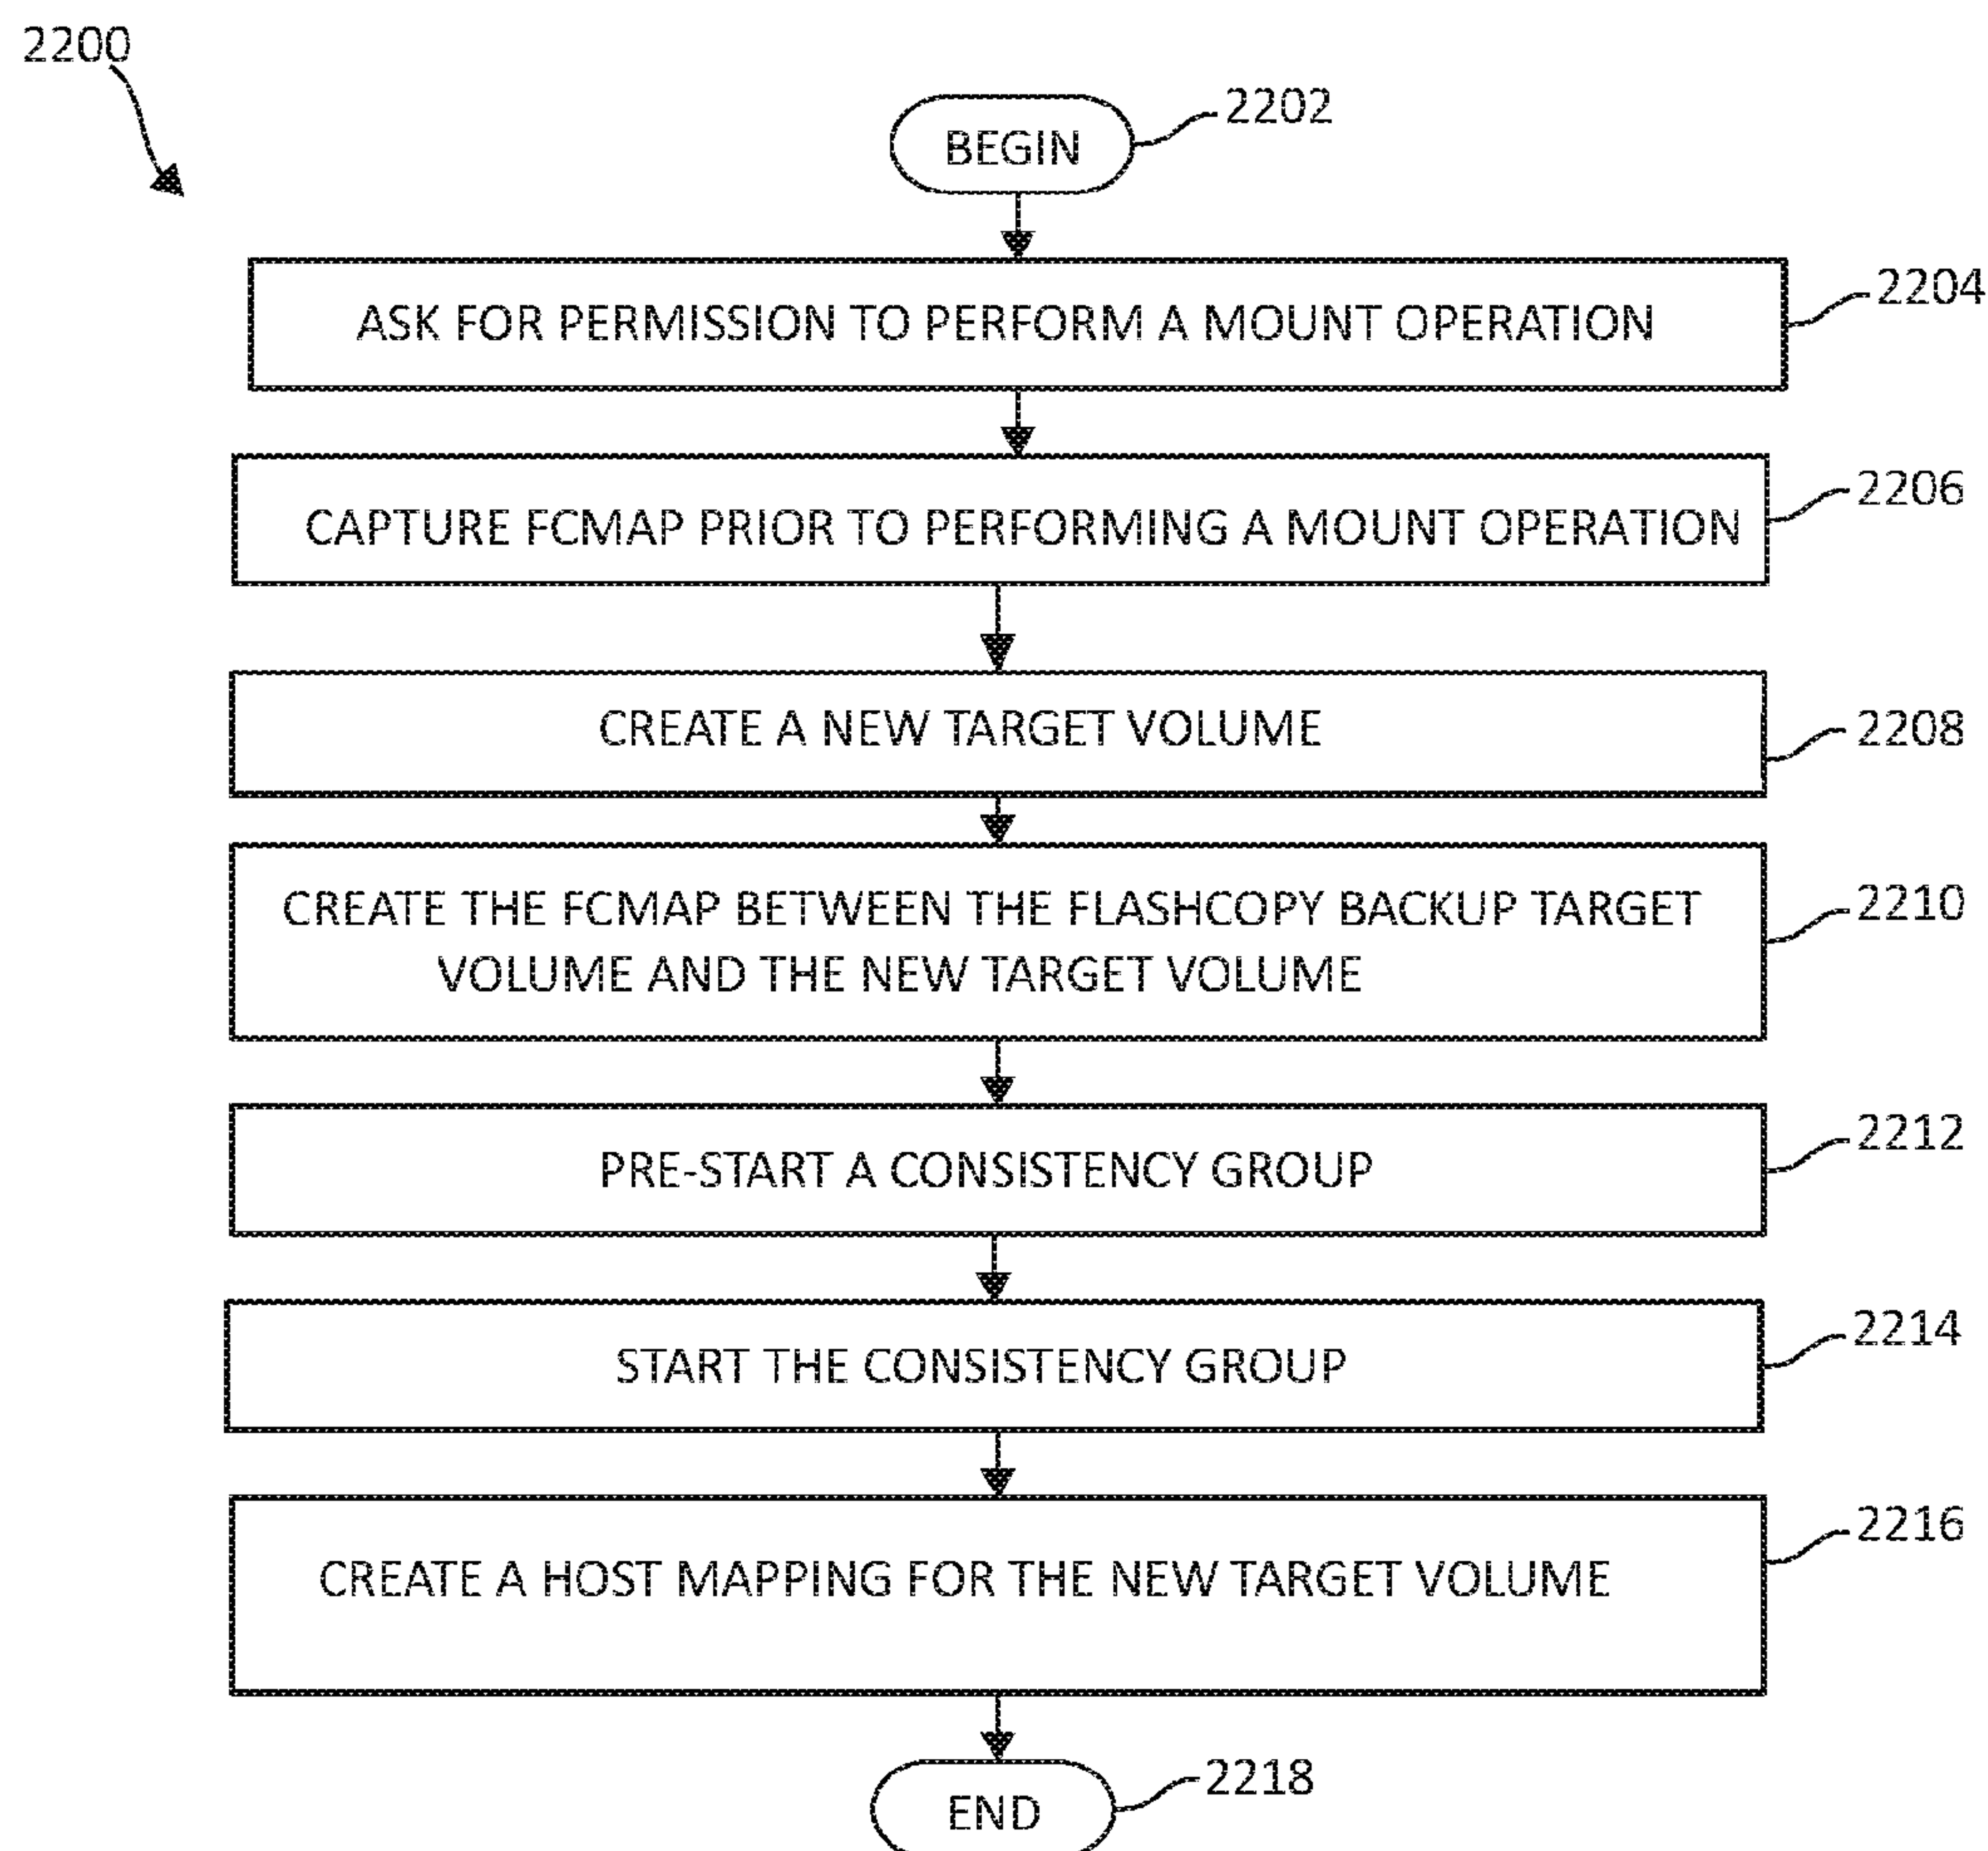 2200
BEGIN
2202
ASK FOR PERMISSION TO PERFORM A MOUNT OPERATION
2204
CAPTURE FCMAP PRIOR TO PERFORMING A MOUNT OPERATION
2206
CREATE A NEW TARGET VOLUME
2208
CREATE THE FCMAP BETWEEN THE FLASHCOPY BACKUP TARGET
VOLUME AND THE NEW TARGET VOLUME
2210
PRE-START A CONSISTENCY GROUP
2212
START THE CONSISTENCY GROUP
2214
CREATE A HOST MAPPING FOR THE NEW TARGET VOLUME
2216
END
2218